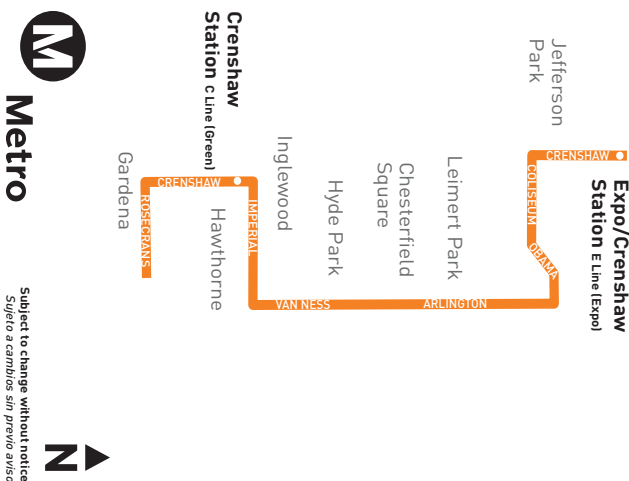 Expo/Crenshaw
Station E Line (Expo)
CRENSHAW
Jefferson
Park
COLISEUM
OBAMA
Leimert Park
ARLINGTON
Chesterfield
Square
Hyde Park
VAN NESS
Inglewood
IMPERIAL
Crenshaw
Station C Line (Green)
Hawthorne
CRENSHAW
ROSECRANS
Gardena
M
Metro
Subject to change without notice
Sujeto a cambios sin previo aviso
N